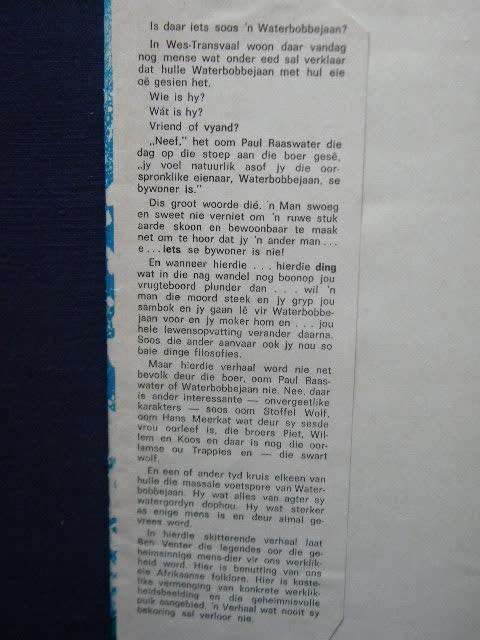 Is daar iets soos 'n Waterbobbejaan?
In Wes-Transvaal woon daar vandag
nog mense wat onder eed sal verklaar
dat hulle Waterbobbejaan met hul eie
oë gesien het.
Wie is hy?
Wát is hy?
Vriend of vyand?
„Neef,” het oom Paul Raaswater die
dag op die stoep aan die boer gesê,
„jy voel natuurlik asof jy die oor-
spronklike eienaar, Waterbobbejaan, se
bywoner is.”
Dis groot woorde dié. 'n Man swoeg
en sweet nie verniet om 'n ruwe stuk
aarde skoon en bewoonbaar te maak
net om te hoor dat jy 'n ander man...
e... iets se bywoner is nie!
En wanneer hierdie.... hierdie ding
wat in die nag wandel nog boonop jou
vrugteboord plunder dan... wil 'n
man die moord steek en jy gryp jou
sambok en jy gaan lê vir Waterbobbe-
jaan voor en jy moker hom en... jou
hele lewensopvatting verander daarna.
Soos die ander aanvaar ook jy nou so
baie dinge filosofies.
Maar hierdie verhaal word nie net
bevolk deur die boer, oom Paul Raas-
water of Waterbobbejaan nie. Nee, daar
is ander interessante — onvergeetlike
karakters — soos oom Stoffel Wolf,
oom Hans Meerkat wat deur sy sesde
vrou oorleef is, die broers Piet, Wil-
lem en Koos en daar is nog die oor-
lamse ou Trappies en — die swart
wolf.
En een of ander tyd kruis elkeen van
hulle die massale voetspore van Water-
bobbejaan. Hy wat alles van agter sy
watergordyn dophou. Hy wat sterker
as enige mens is en deur almal ge-
vrees word.
In hierdie skitterende verhaal laat
Ben Venter die legendes oor die ge-
heimsinnige mens-dier vir ons werklik-
heid word. Hier is benutting van ons
eie Afrikaanse folklore. Hier is koste-
like vermenging van konkrete werklik-
heidsbeelding en die geheimnisvolle
puik aangebied. 'n Verhaal wat nooit sy
bekoring sal verloor nie.